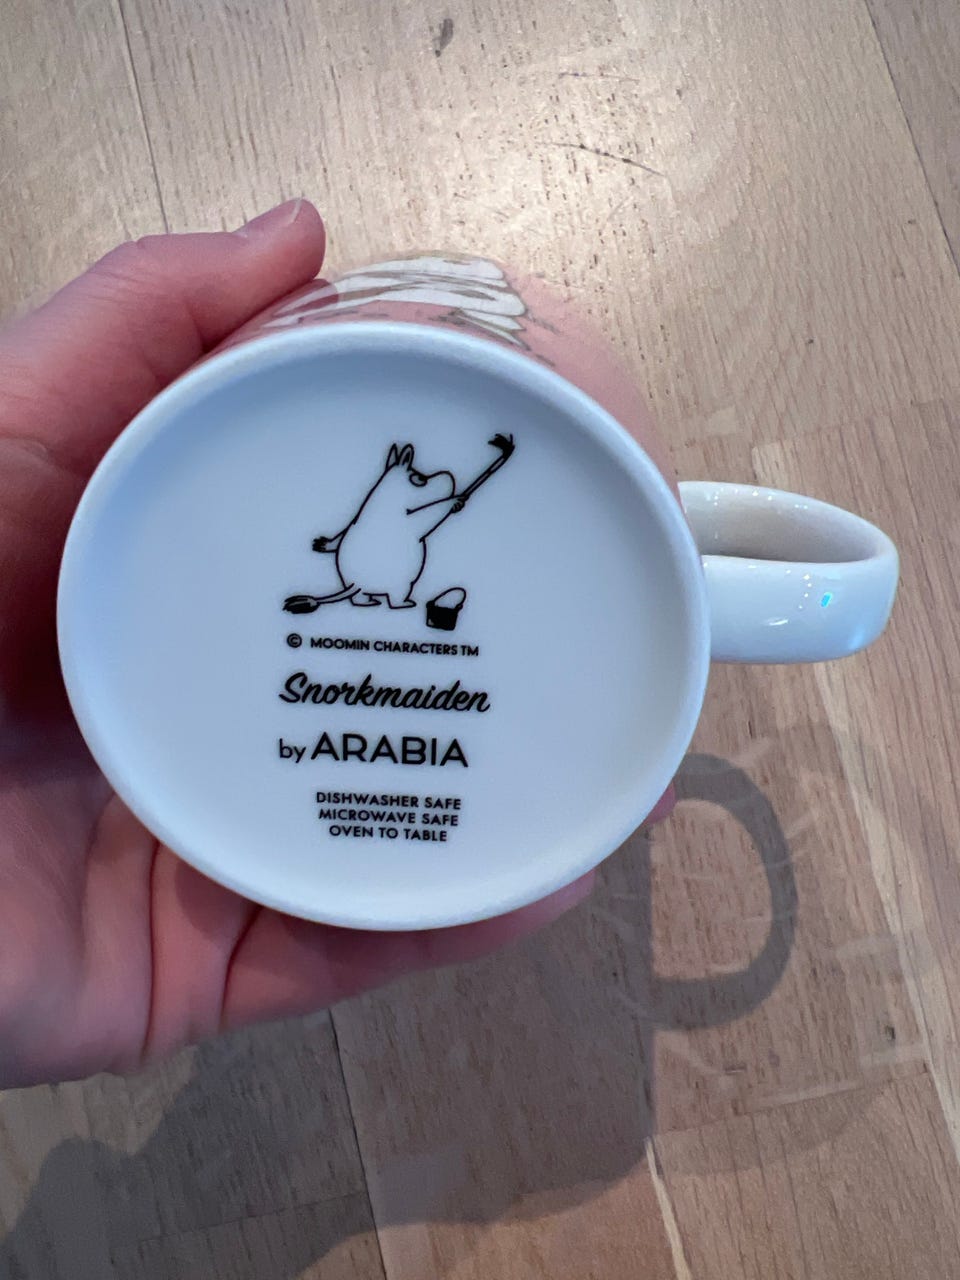 © MOOMIN CHARACTERS TM
Snorkmaiden
by ARABIA
DISHWASHER SAFE
MICROWAVE SAFE
OVEN TO TABLE